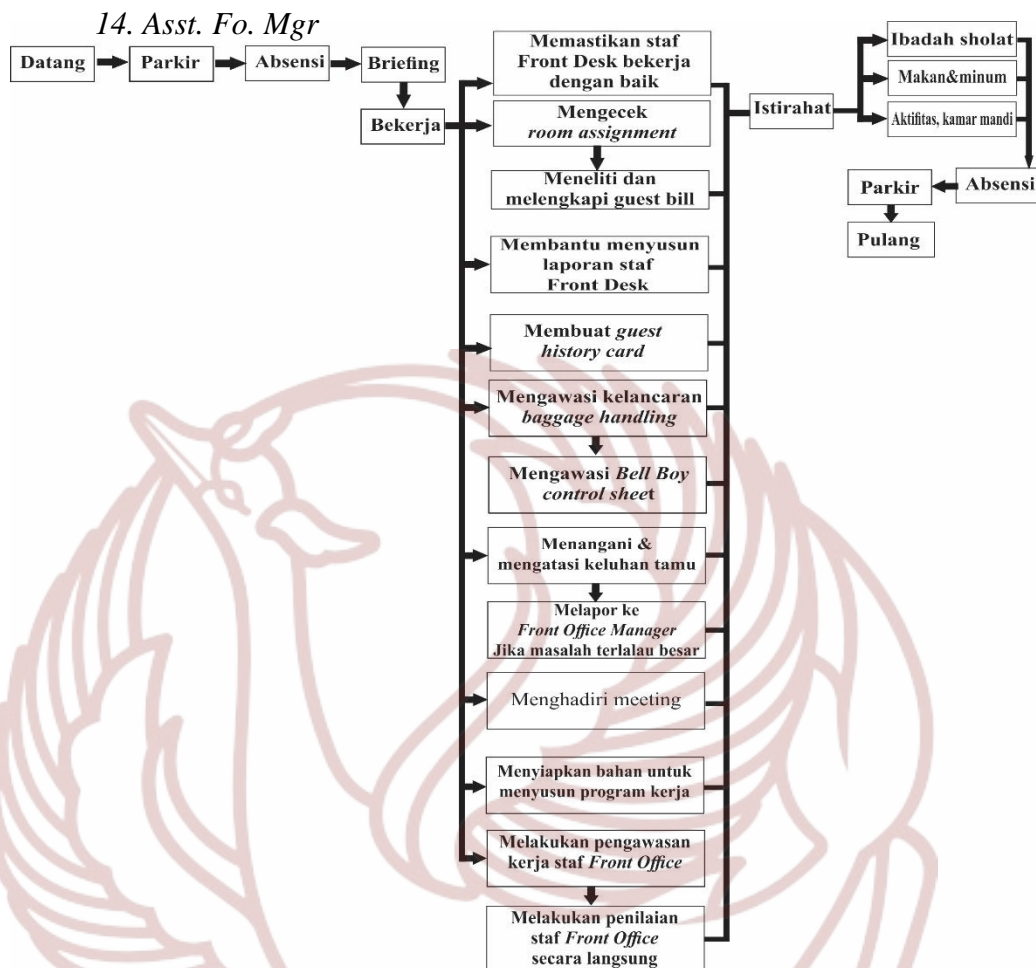 14. Asst. Fo. Mgr
Datang
Parkir
Absensi
Briefing
Bekerja
Memastikan staf
Front Desk bekerja
dengan baik
Mengecek
room assignment
Meneliti dan
melengkapi guest bill
Membantu menyusun
laporan staf
Front Desk
Membuat guest
history card
Mengawasi kelancaran
baggage handling
Mengawasi Bell Boy
control sheet
Menangani &
mengatasi keluhan tamu
Melapor ke
Front Office Manager
Jika masalah terlalau besar
Menghadiri meeting
Menyiapkan bahan untuk
menyusun program kerja
Melakukan pengawasan
kerja staf Front Office
Melakukan penilaian
staf Front Office
secara langsung
Istirahat
Ibadah sholat
Makan&minum
Aktifitas, kamar mandi
Absensi
Parkir
Pulang